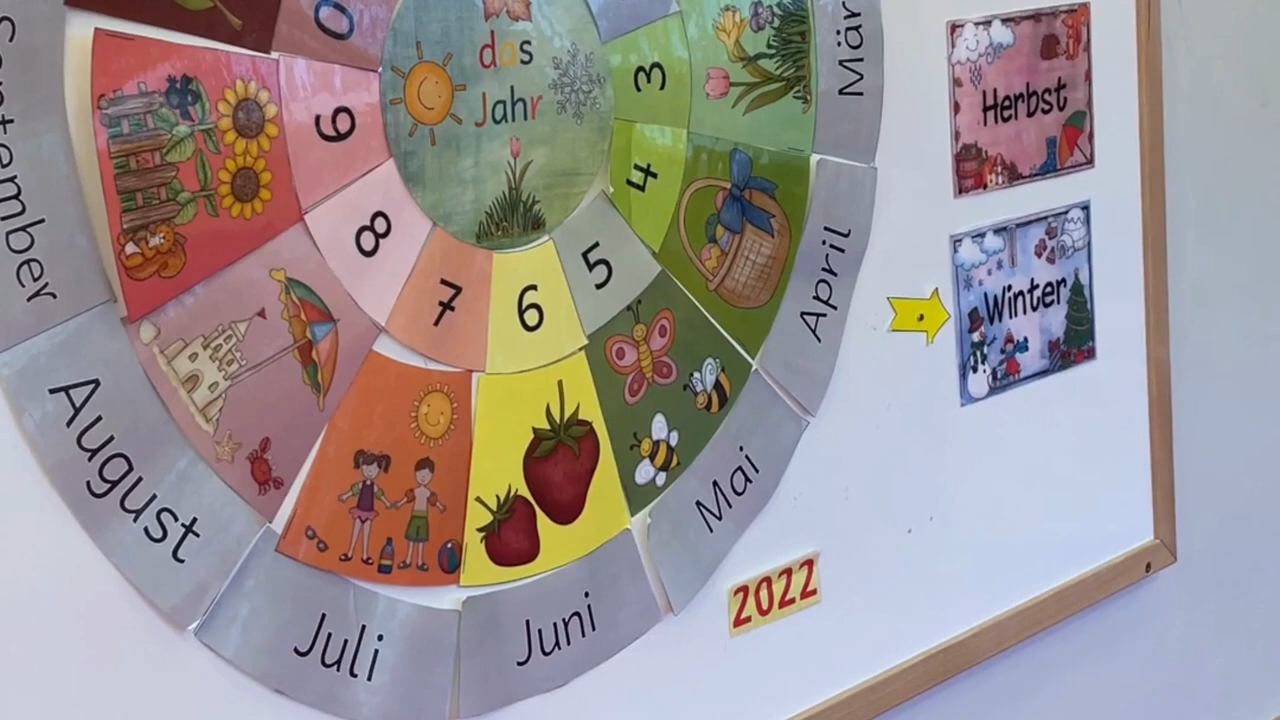 das
Jahr
0
3
4
5
6
7
8
9
Mär
April
Mai
Juni
Juli
August
September
Herbst
Winter
2022